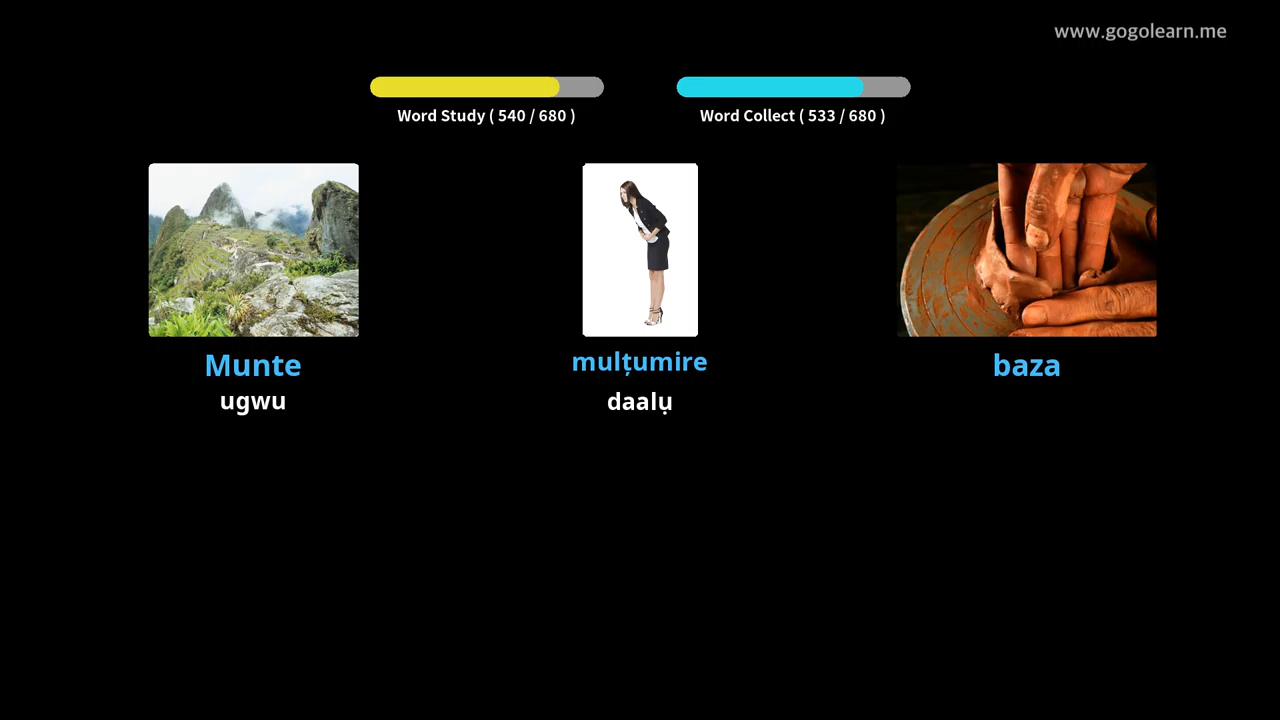 www.gogolearn.me
Word Study ( 540 / 680 )
Word Collect ( 533 / 680 )
Munte
ugwu
mulțumire
daalụ
baza